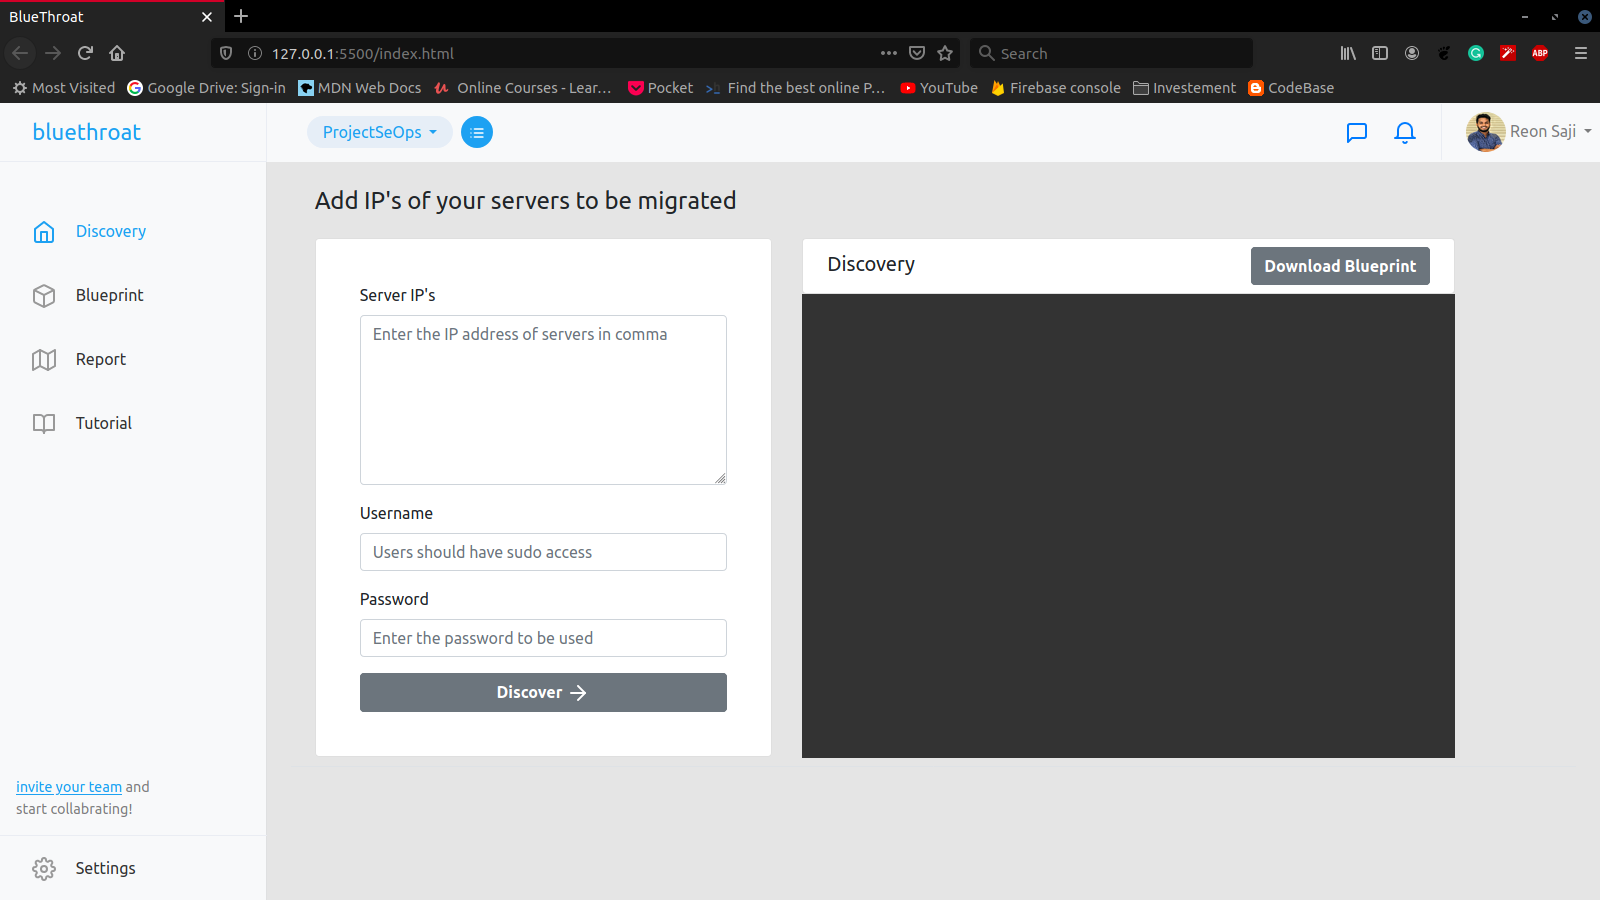 BlueThroat
127.0.0.1:5500/index.html
Search
ABP
Most Visited
Google Drive: Sign-in
MDN Web Docs
Online Courses - Lear…
Pocket
Find the best online P…
YouTube
Firebase console
Investement
CodeBase
bluethroat
ProjectSeOps
Reon Saji
Discovery
Blueprint
Report
Tutorial
invite your team and
start collabrating!
Settings
Add IP's of your servers to be migrated
Server IP's
Enter the IP address of servers in comma
Username
Users should have sudo access
Password
Enter the password to be used
Discover
Discovery
Download Blueprint